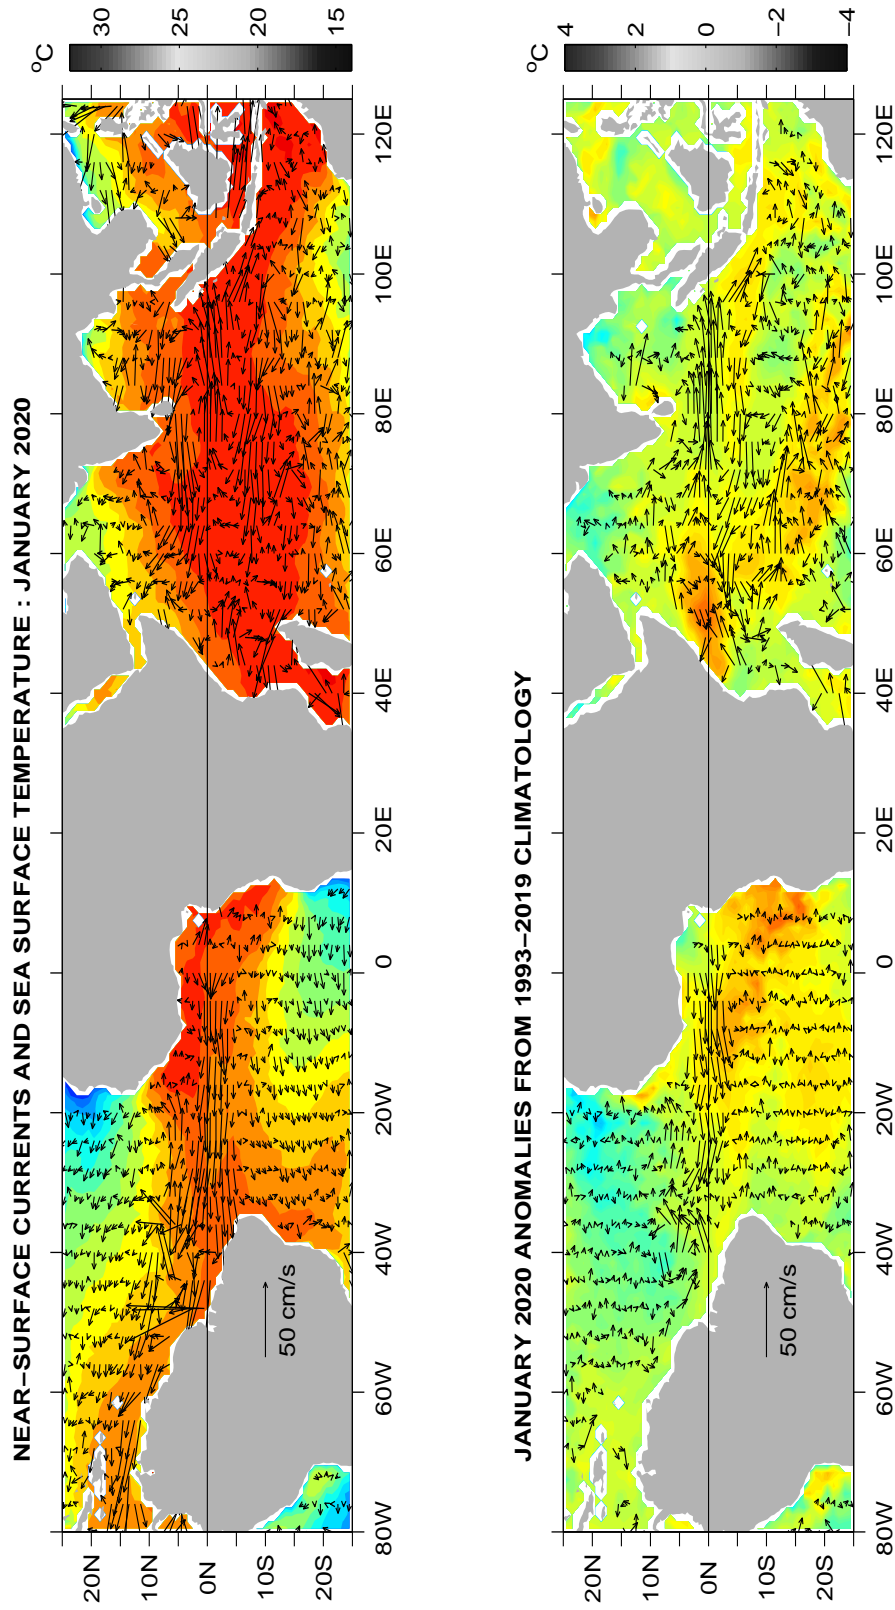 NEAR–SURFACE CURRENTS AND SEA SURFACE TEMPERATURE : JANUARY 2020
20N
10N
0N
10S
20S
50 cm/s
oC
30
25
20
15
JANUARY 2020 ANOMALIES FROM 1993–2019 CLIMATOLOGY
20N
10N
0N
10S
20S
50 cm/s
80W
60W
40W
20W
0
20E
40E
60E
80E
100E
120E
oC
4
2
0
−2
−4
80W
60W
40W
20W
0
20E
40E
60E
80E
100E
120E